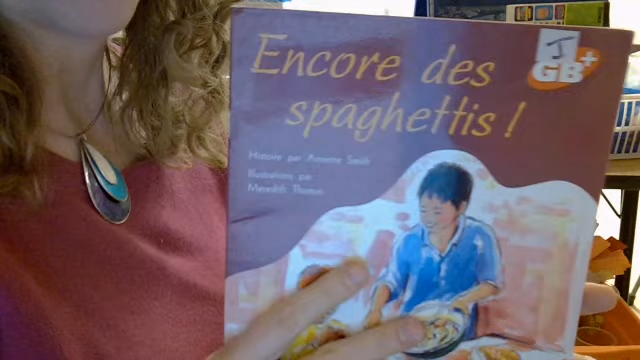 Encore des
spaghettis !
J
GB+
Histoire par Annette Smith
Illustrations par
Meredith Thomas